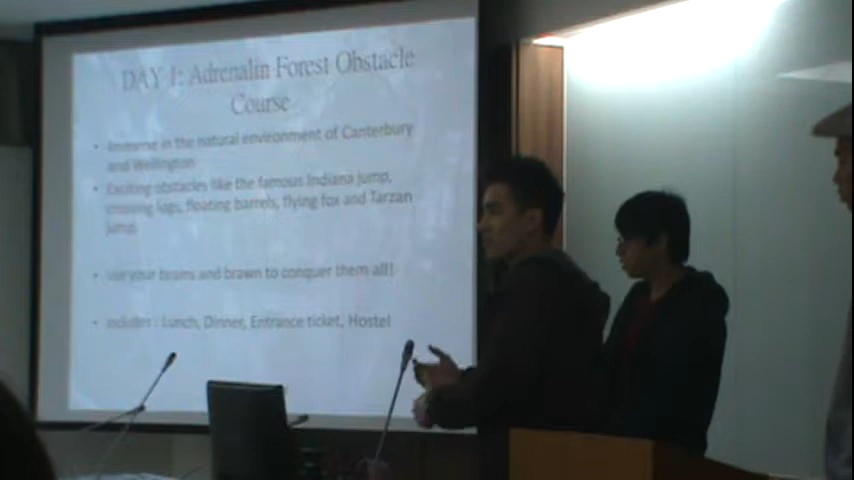 DAY 1: Adrenalin Forest Obstacle
Course
• Immerse in the natural environment of Canterbury
and Wellington
• Exciting obstacles like the famous Indiana jump,
crossing logs, floating barrels, flying fox and Tarzan
jump.
• Use your brains and brawn to conquer them all!
• Includes : Lunch, Dinner, Entrance ticket, Hostel